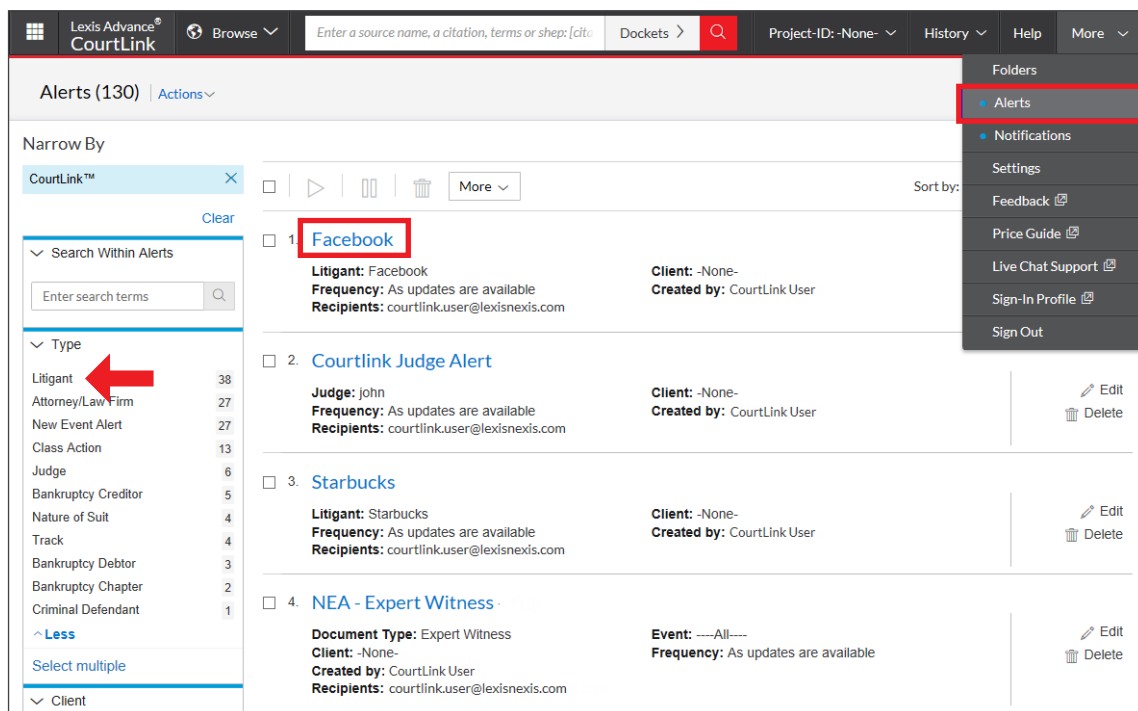 Lexis Advance®
CourtLink
Browse
Enter a source name, a citation, terms or shep: [cita
Dockets
Project-ID: -None-
History
Help
More
Folders
Alerts
Notifications
Settings
Feedback
Price Guide
Live Chat Support
Sign-In Profile
Sign Out
Alerts (130)
Actions
Narrow By
CourtLink™
Clear
Search Within Alerts
Enter search terms
Type
Litigant 38
Attorney/Law Firm 27
New Event Alert 27
Class Action 13
Judge 6
Bankruptcy Creditor 5
Nature of Suit 4
Track 4
Bankruptcy Debtor 3
Bankruptcy Chapter 2
Criminal Defendant 1
Less
Select multiple
Client
More
Sort by:
1. Facebook
Litigant: Facebook Client: -None-
Frequency: As updates are available Created by: CourtLink User
Recipients: courtlink.user@lexisnexis.com
2. Courtlink Judge Alert
Judge: john Client: -None-
Frequency: As updates are available Created by: CourtLink User
Recipients: courtlink.user@lexisnexis.com
Edit
Delete
3. Starbucks
Litigant: Starbucks Client: -None-
Frequency: As updates are available Created by: CourtLink User
Recipients: courtlink.user@lexisnexis.com
Edit
Delete
4. NEA - Expert Witness
Document Type: Expert Witness Event: ----All----
Client: -None- Frequency: As updates are available
Created by: CourtLink User
Recipients: courtlink.user@lexisnexis.com
Edit
Delete